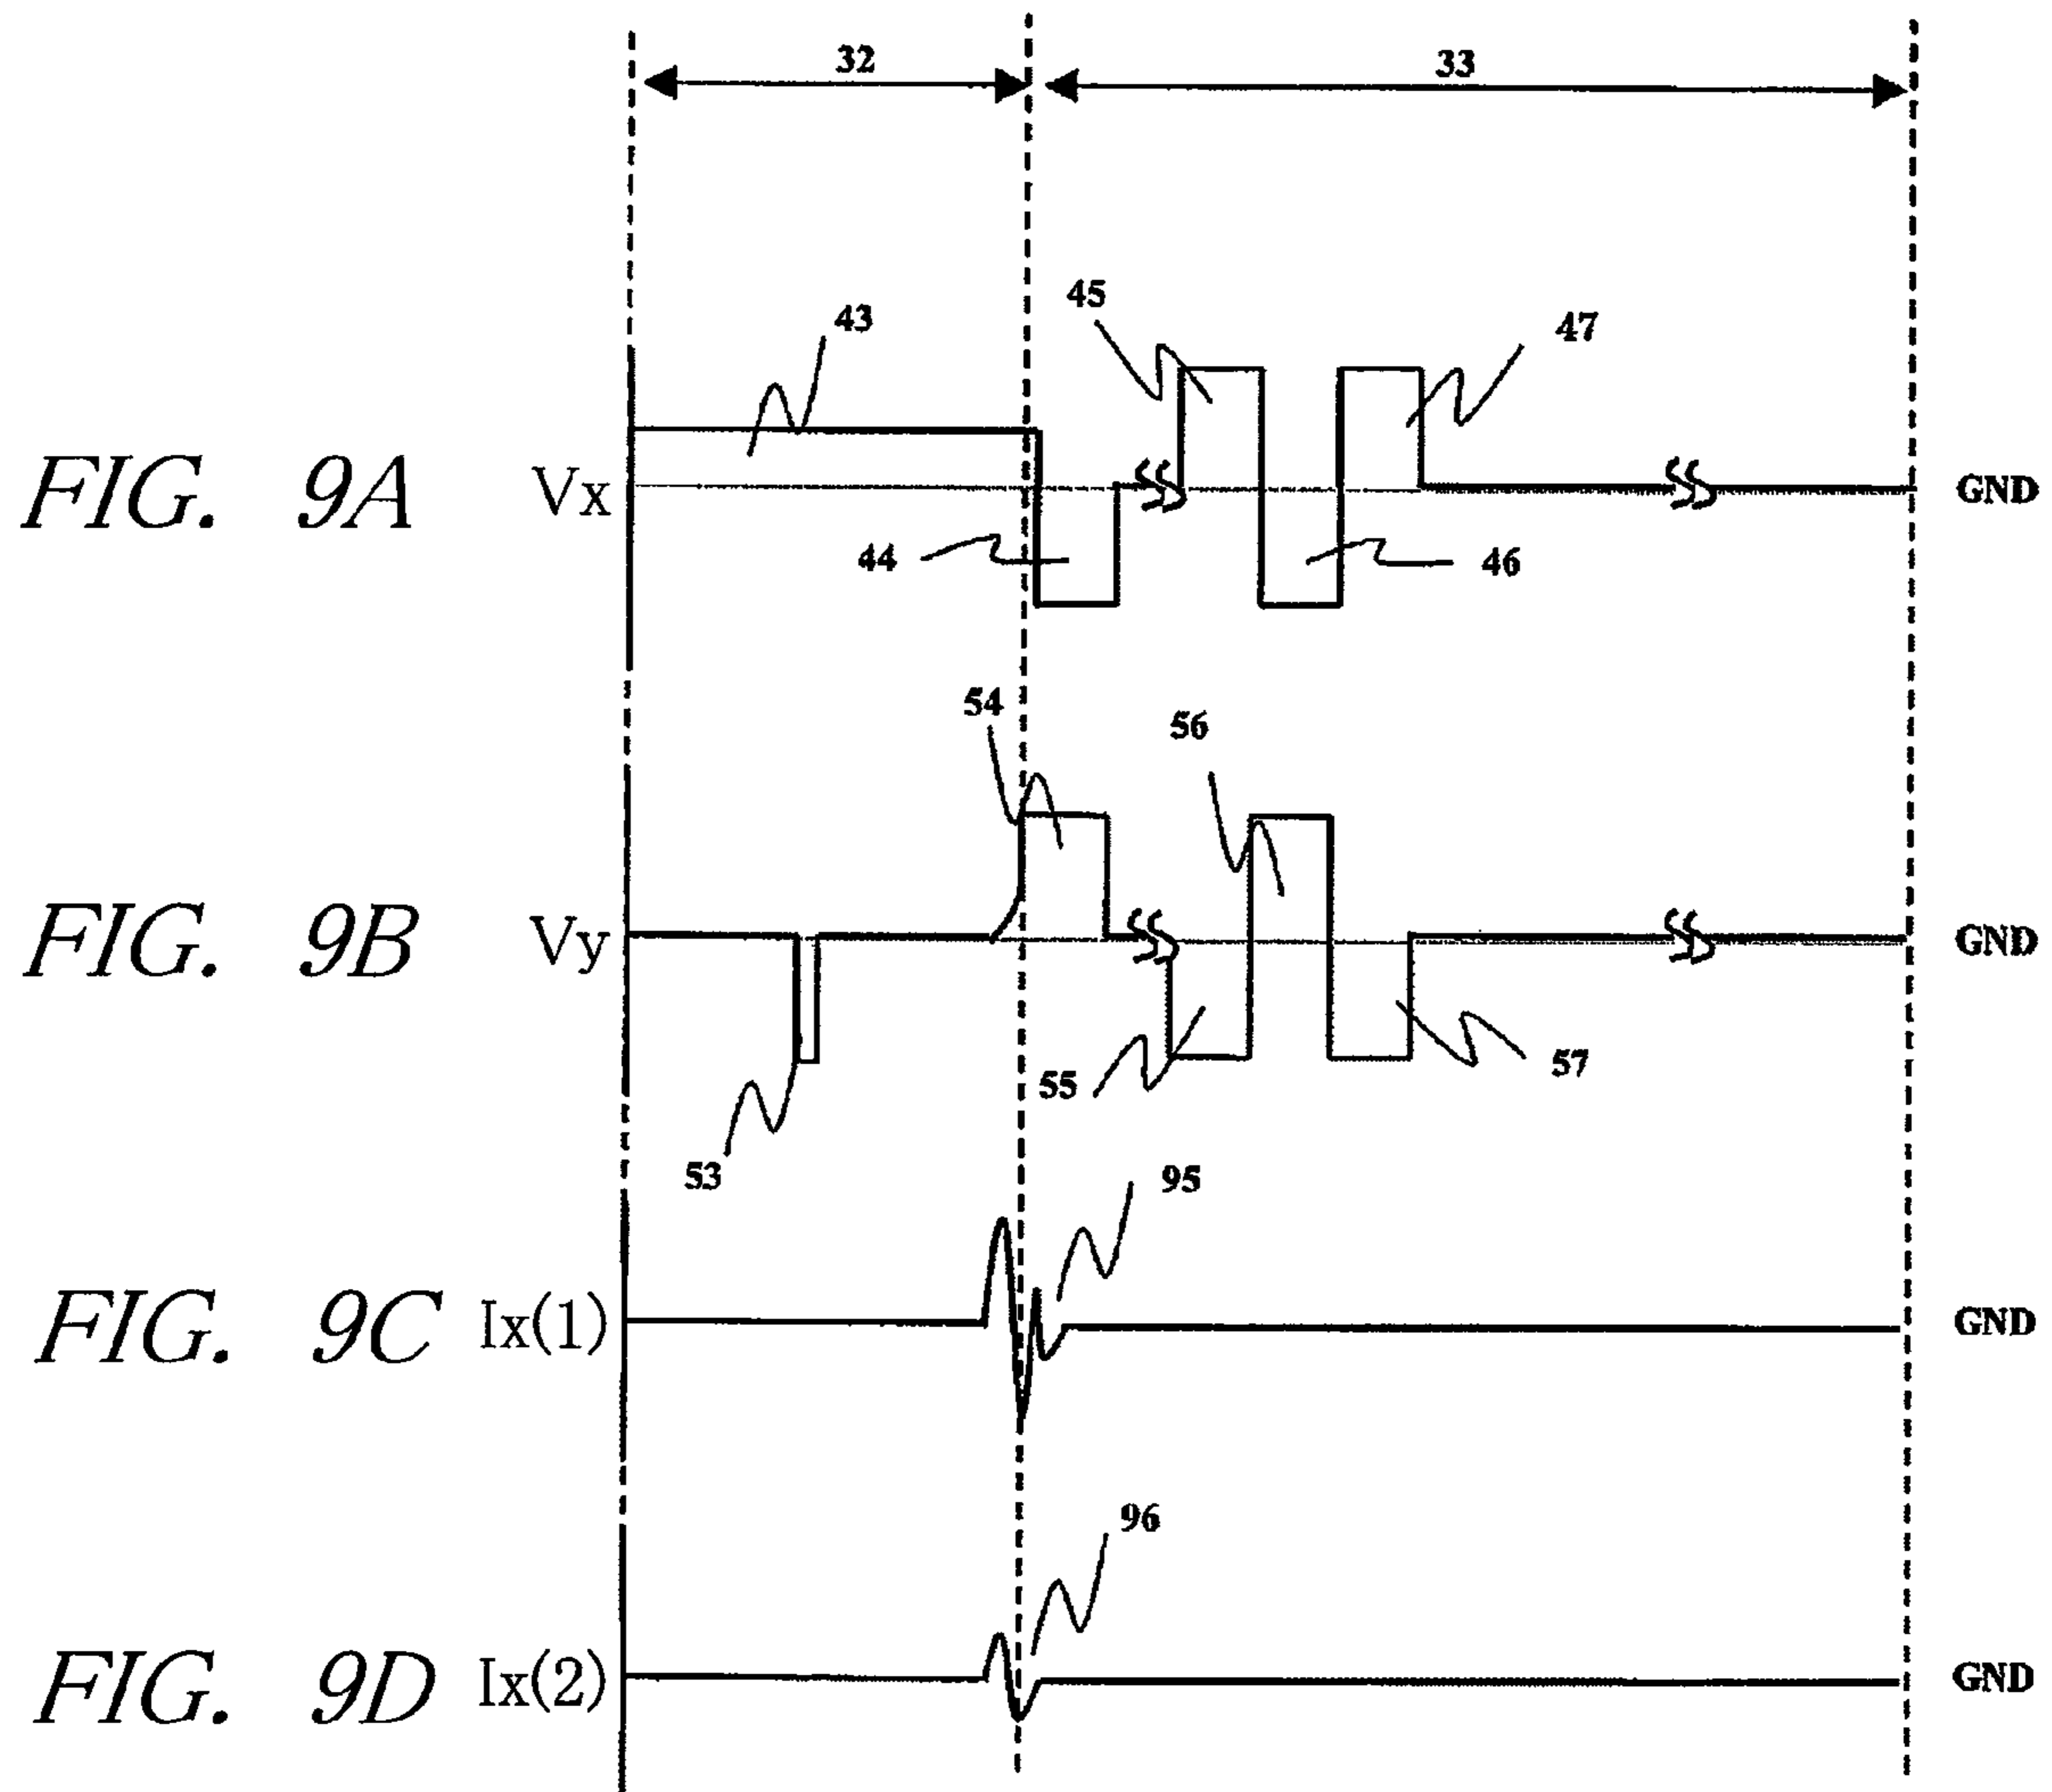 32
33
45
47
43
FIG. 9A
Vx
GND
44
46
54
56
FIG. 9B
Vy
GND
55
57
53
95
FIG. 9C
Ix(1)
GND
96
FIG. 9D
Ix(2)
GND